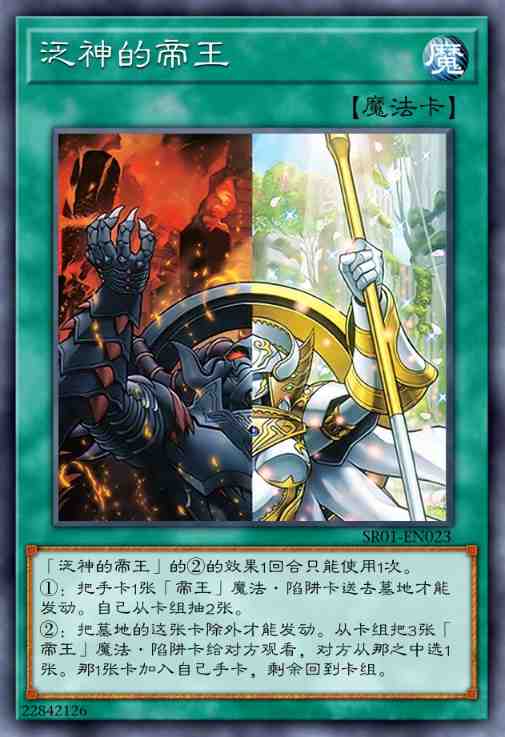 泛神的帝王
魔
【魔法卡】
SR01-EN023
「泛神的帝王」的②的效果1回合只能使用1次。
①：把手卡1张「帝王」魔法·陷阱卡送去墓地才能
发动。自己从卡组抽2张。
②：把墓地的这张卡除外才能发动。从卡组把3张「
帝王」魔法·陷阱卡给对方观看，对方从那之中选1
张。那1张卡加入自己手卡，剩余回到卡组。
22842126